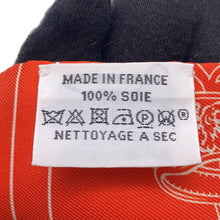 MADE IN FRANCE
100% SOIE
NETTOYAGE A SEC